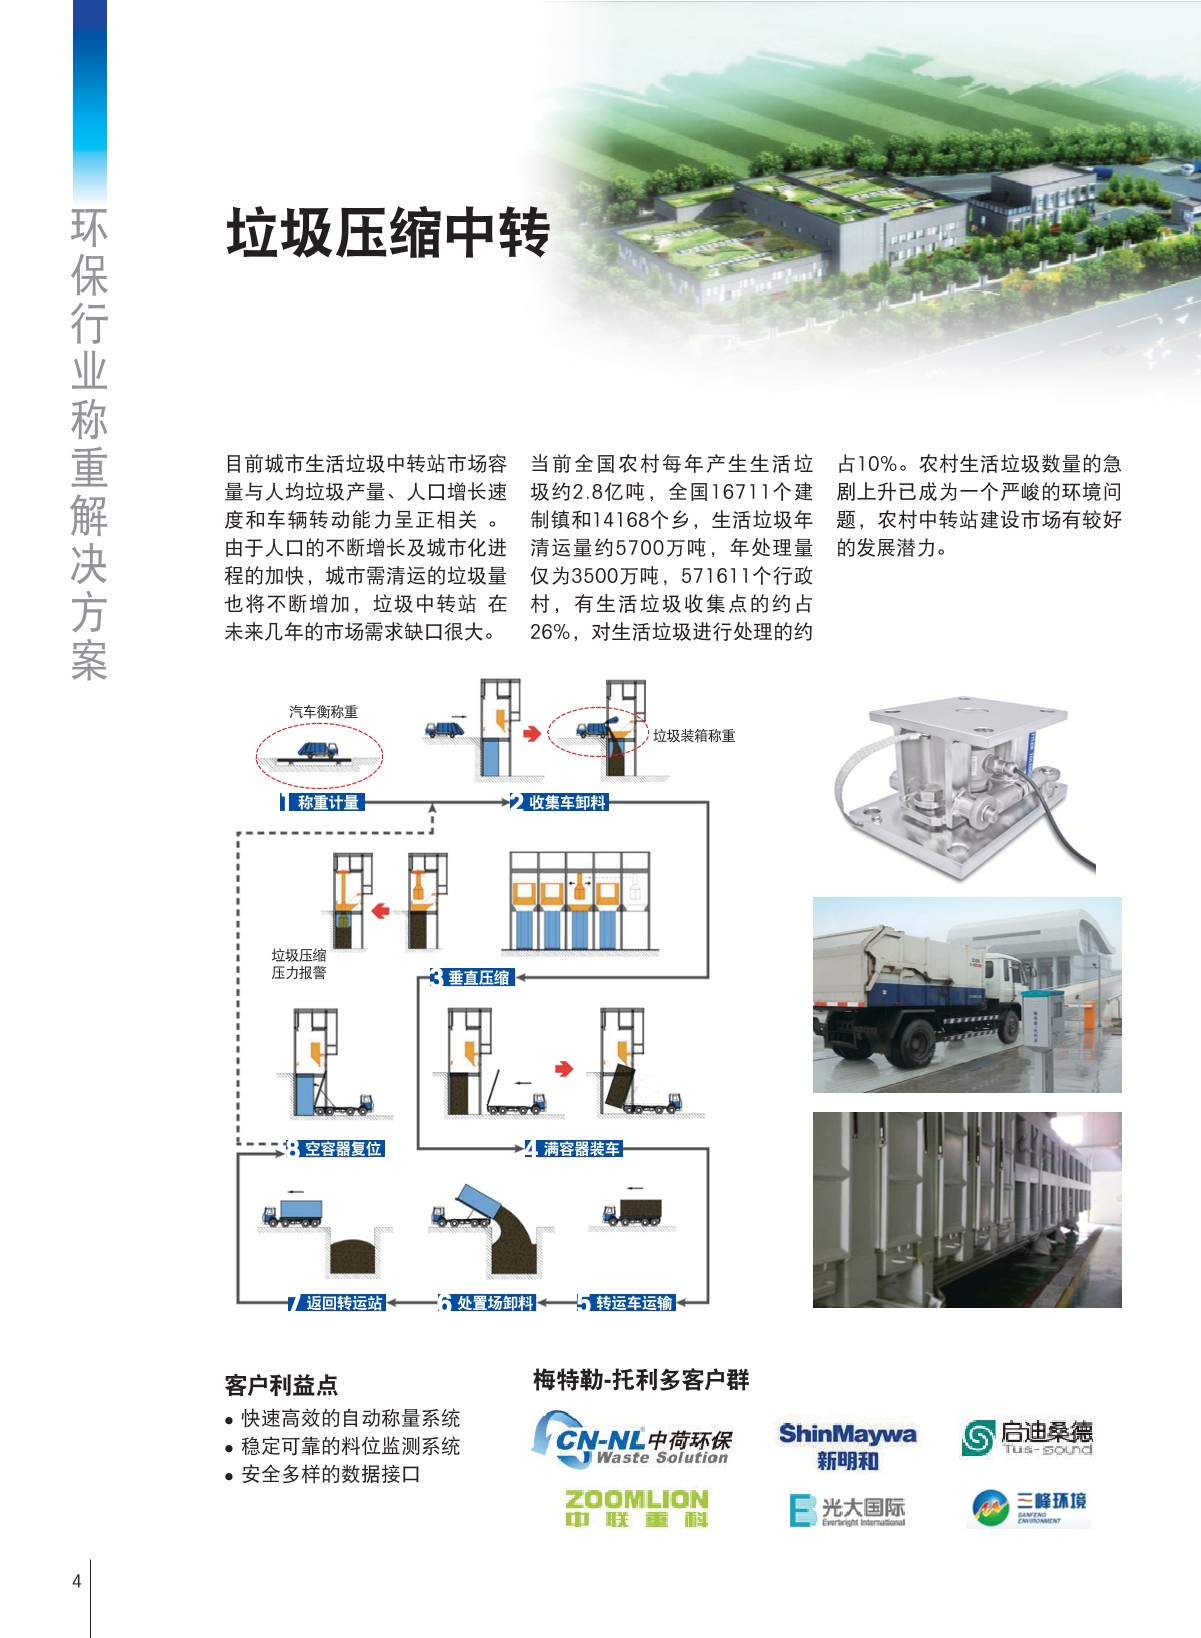 环保行业称重解决方案
垃圾压缩中转
目前城市生活垃圾中转站市场容
量与人均垃圾产量、人口增长速
度和车辆转动能力呈正相关 。
由于人口的不断增长及城市化进
程的加快，城市需清运的垃圾量
也将不断增加，垃圾中转站 在
未来几年的市场需求缺口很大。
当前全国农村每年产生生活垃
圾约2.8亿吨，全国16711个建
制镇和14168个乡，生活垃圾年
清运量约5700万吨，年处理量
仅为3500万吨，571611个行政
村，有生活垃圾收集点的约占
26%，对生活垃圾进行处理的约
占10%。农村生活垃圾数量的急
剧上升已成为一个严峻的环境问
题，农村中转站建设市场有较好
的发展潜力。
汽车衡称重
垃圾装箱称重
1 称重计量
2 收集车卸料
垃圾压缩
压力报警
3 垂直压缩
8 空容器复位
4 满容器装车
7 返回转运站
6 处置场卸料
5 转运车运输
客户利益点
● 快速高效的自动称量系统
● 稳定可靠的料位监测系统
● 安全多样的数据接口
梅特勒-托利多客户群
CN-NL 中荷环保
Waste Solution
ShinMaywa
新明和
启迪桑德
Tus-sound
ZOOMLION
中联重科
光大国际
Everbright International
三峰环境
SANFENG
ENVIRONMENT
4